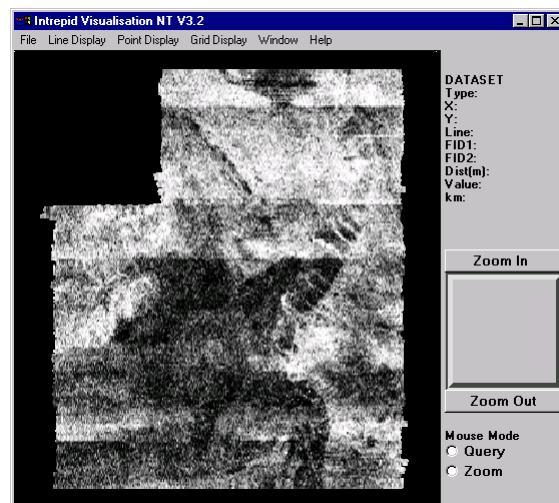 Intrepid Visualisation NT V3.2
File Line Display Point Display Grid Display Window Help
DATASET
Type:
X:
Y:
Line:
FID1:
FID2:
Dist(m):
Value:
km:
Zoom In
Zoom Out
Mouse Mode
Query
Zoom